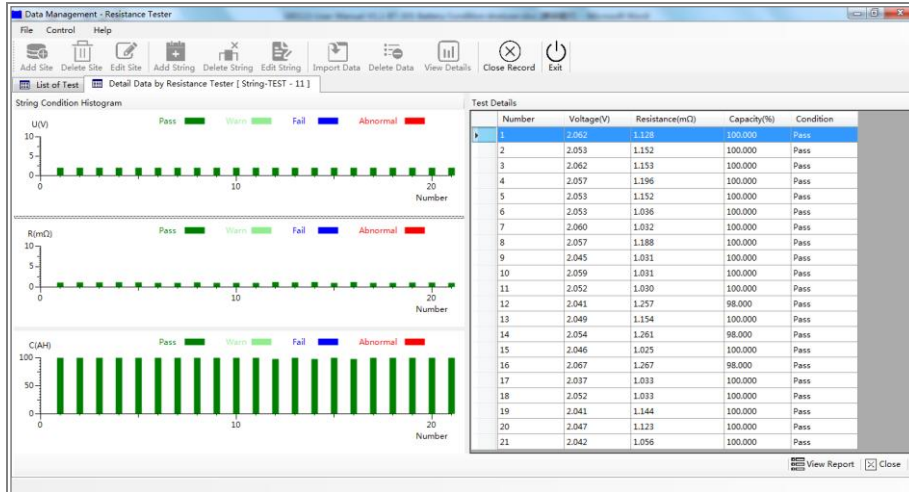 Data Management - Resistance Tester
File Control Help
Add Site Delete Site Edit Site Add String Delete String Edit String Import Data Delete Data View Details Close Record Exit
List of Test Detail Data by Resistance Tester [ String-TEST - 11 ]
String Condition Histogram
U(V) Pass Warn Fail Abnormal
10
5
0
0 10 20
Number
R(mΩ) Pass Warn Fail Abnormal
10
5
0
0 10 20
Number
C(AH) Pass Warn Fail Abnormal
100
50
0
0 10 20
Number
Test Details
Number Voltage(V) Resistance(mΩ) Capacity(%) Condition
1 2.062 1.128 100.000 Pass
2 2.053 1.152 100.000 Pass
3 2.062 1.153 100.000 Pass
4 2.057 1.196 100.000 Pass
5 2.053 1.152 100.000 Pass
6 2.053 1.036 100.000 Pass
7 2.060 1.032 100.000 Pass
8 2.057 1.188 100.000 Pass
9 2.045 1.031 100.000 Pass
10 2.059 1.031 100.000 Pass
11 2.052 1.030 100.000 Pass
12 2.041 1.257 98.000 Pass
13 2.049 1.154 100.000 Pass
14 2.054 1.261 98.000 Pass
15 2.046 1.025 100.000 Pass
16 2.067 1.267 98.000 Pass
17 2.037 1.033 100.000 Pass
18 2.052 1.033 100.000 Pass
19 2.041 1.144 100.000 Pass
20 2.047 1.123 100.000 Pass
21 2.042 1.056 100.000 Pass
View Report Close